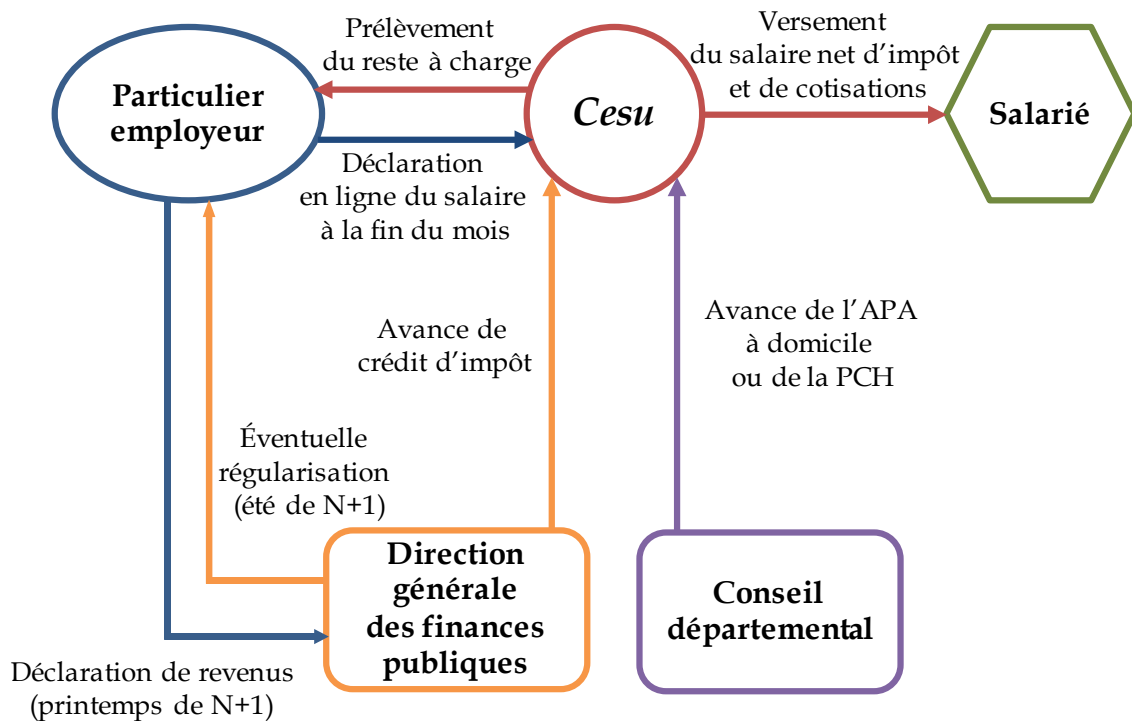 Prélèvement
du reste à charge
Versement
du salaire net d'impôt
et de cotisations
Particulier
employeur
Cesu
Salarié
Déclaration
en ligne du salaire
à la fin du mois
Avance de
crédit d'impôt
Avance de l'APA
à domicile
ou de la PCH
Éventuelle
régularisation
(été de N+1)
Direction
générale
des finances
publiques
Conseil
départemental
Déclaration de revenus
(printemps de N+1)